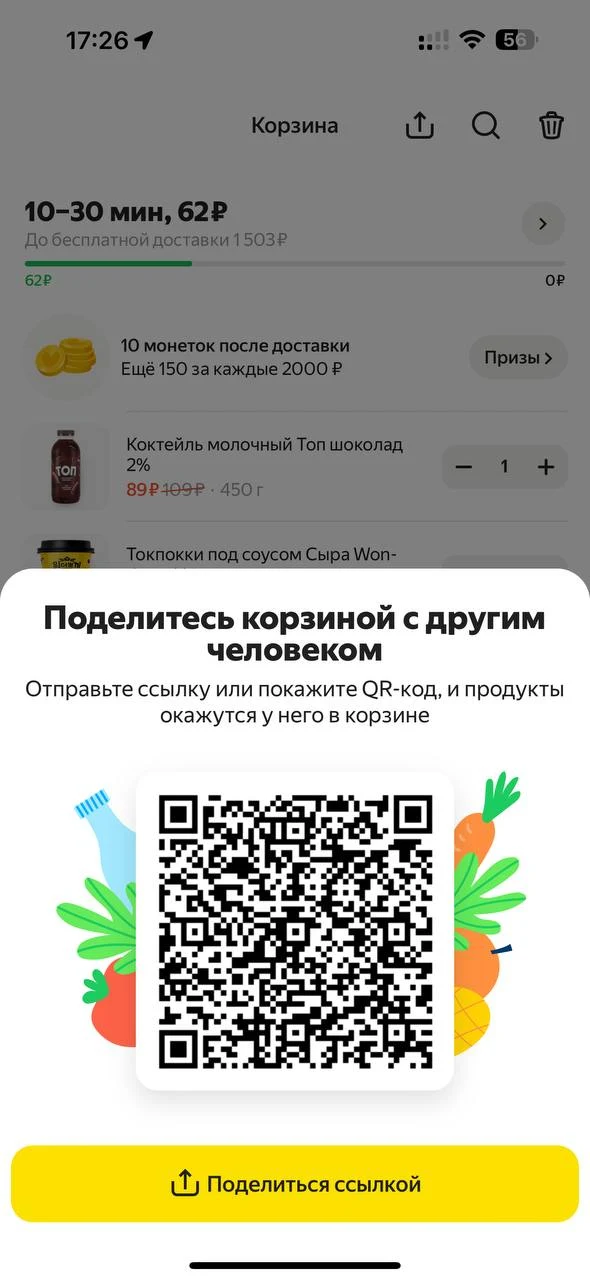 17:26
56
Корзина
10–30 мин, 62 ₽
До бесплатной доставки 1 503 ₽
62 ₽
0 ₽
10 монеток после доставки
Ещё 150 за каждые 2000 ₽
Призы
Коктейль молочный Топ шоколад
2%
89 ₽ 109 ₽ · 450 г
1
ТОП
Токпокки под соусом Сыра Won-
Поделитесь корзиной с другим
человеком
Отправьте ссылку или покажите QR-код, и продукты
окажутся у него в корзине
Поделиться ссылкой